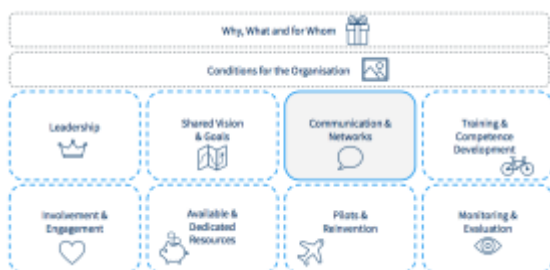 Why, What and for Whom
Conditions for the Organisation
Leadership
Shared Vision
& Goals
Communication &
Networks
Training &
Competence
Development
Involvement &
Engagement
Available &
Dedicated
Resources
Pilots &
Reinvention
Monitoring &
Evaluation